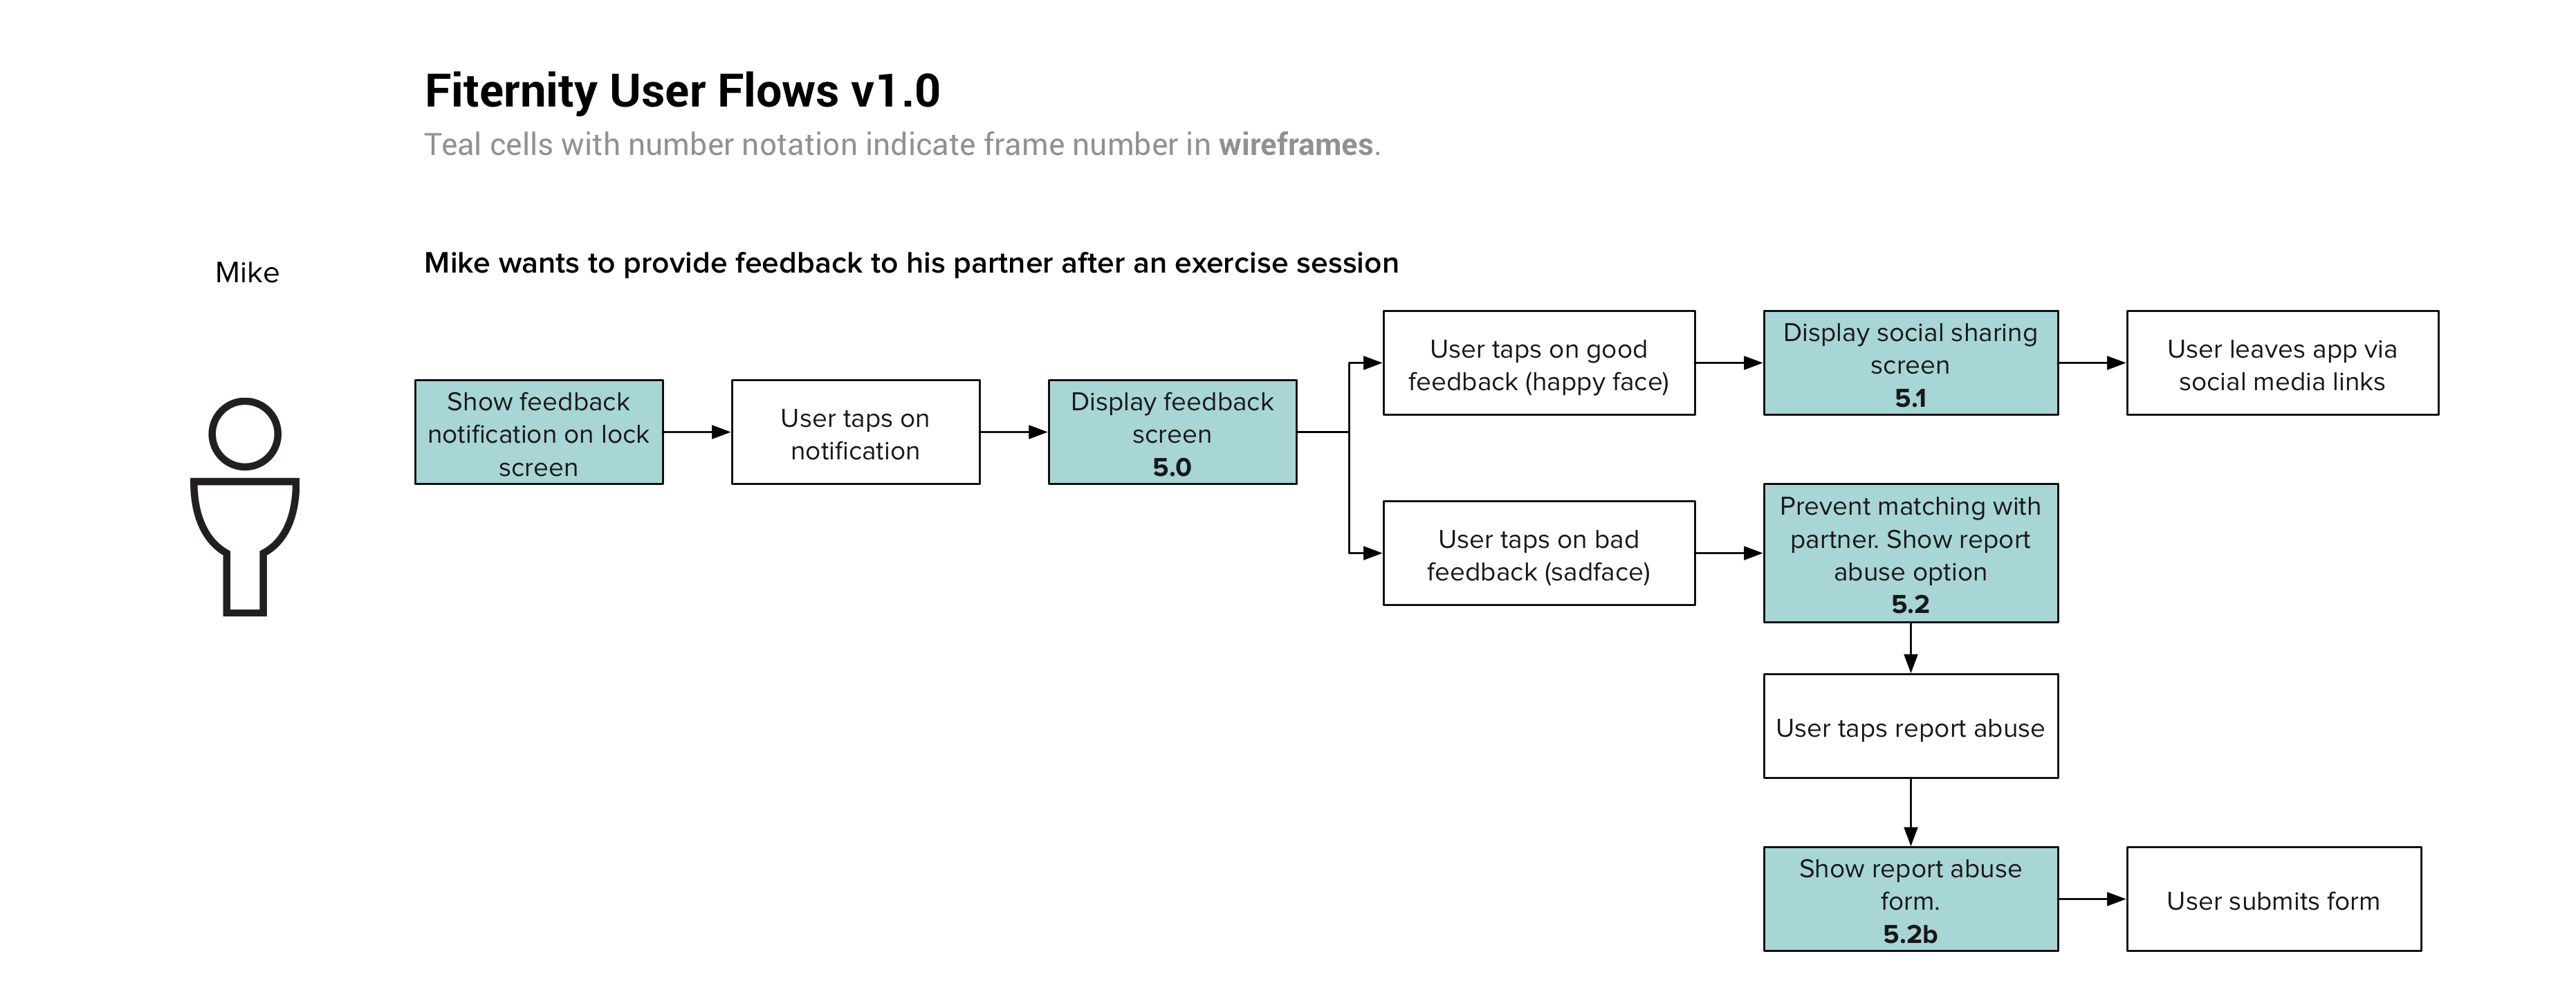 Fiternity User Flows v1.0
Teal cells with number notation indicate frame number in wireframes.
Mike
Mike wants to provide feedback to his partner after an exercise session
Show feedback
notification on lock
screen
User taps on
notification
Display feedback
screen
5.0
User taps on good
feedback (happy face)
Display social sharing
screen
5.1
User leaves app via
social media links
User taps on bad
feedback (sadface)
Prevent matching with
partner. Show report
abuse option
5.2
User taps report abuse
Show report abuse
form.
5.2b
User submits form